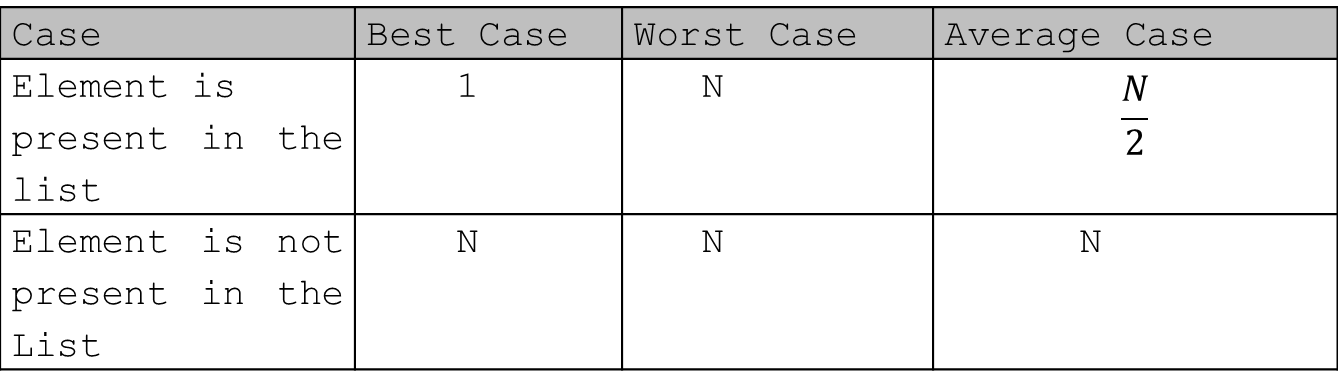 Case Best Case Worst Case Average Case
Element is 1 N N/2
present in the
list
Element is not N N N
present in the
List